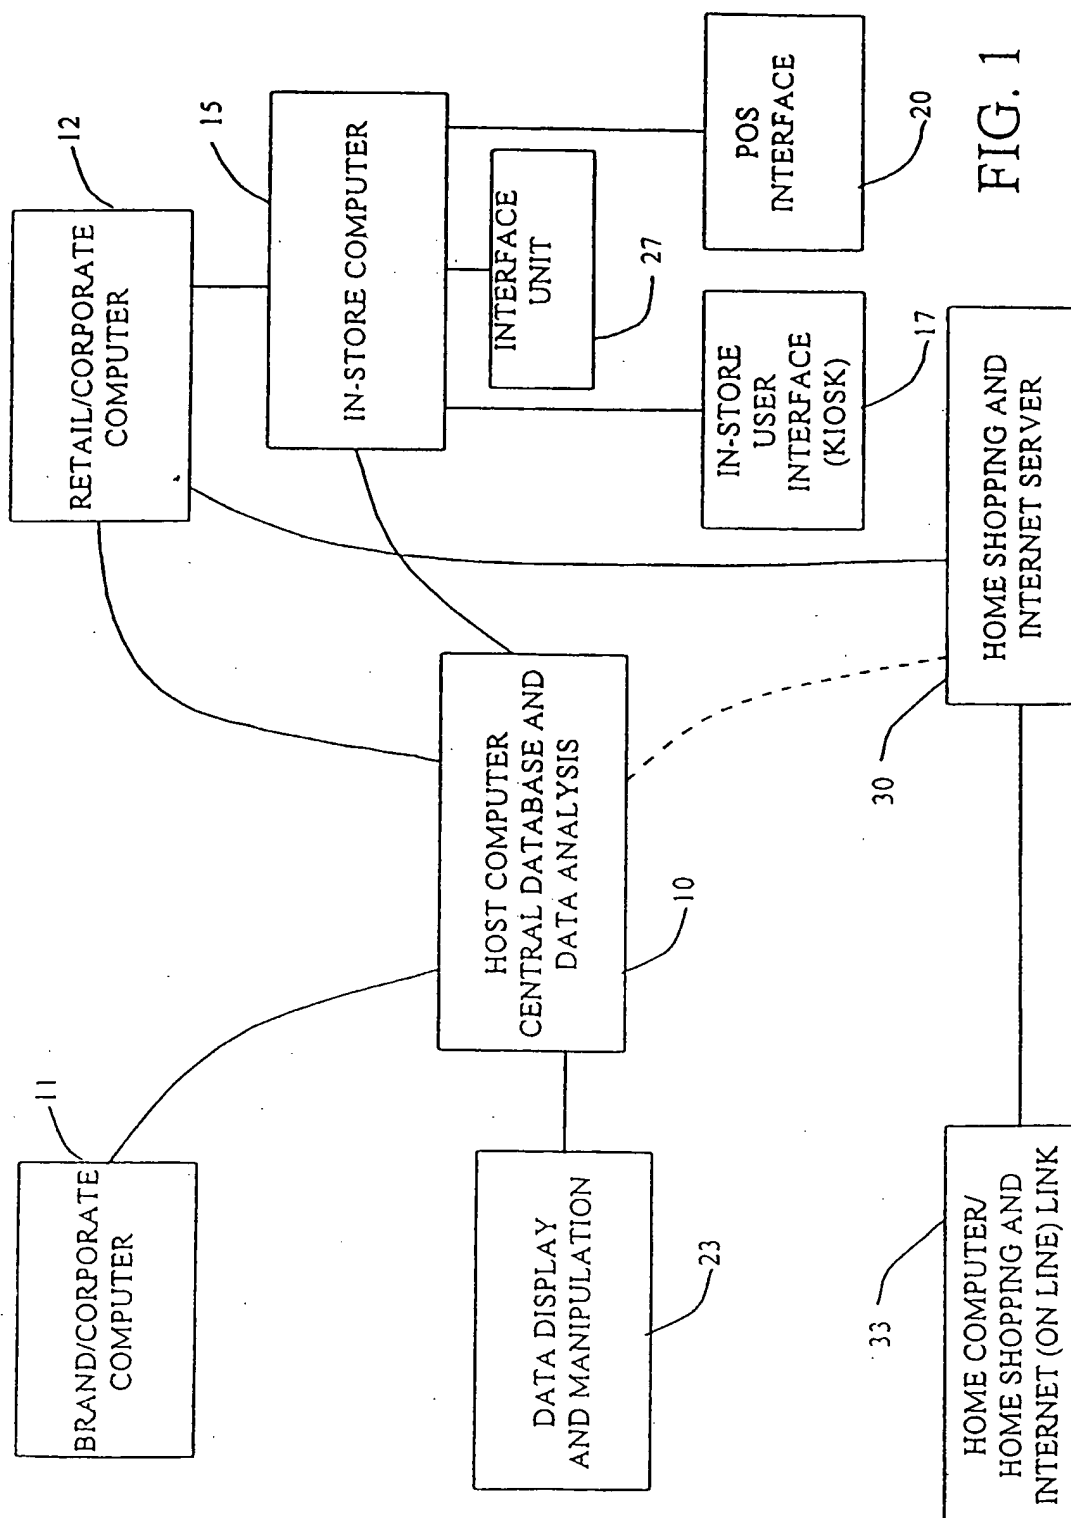 BRAND/CORPORATE
COMPUTER
11
RETAIL/CORPORATE
COMPUTER
12
15
IN-STORE COMPUTER
HOST COMPUTER
CENTRAL DATABASE AND
DATA ANALYSIS
10
DATA DISPLAY
AND MANIPULATION
23
INTERFACE
UNIT
27
IN-STORE
USER
INTERFACE
(KIOSK)
17
POS
INTERFACE
20
HOME COMPUTER/
HOME SHOPPING AND
INTERNET (ON LINE) LINK
33
HOME SHOPPING AND
INTERNET SERVER
30
FIG. 1